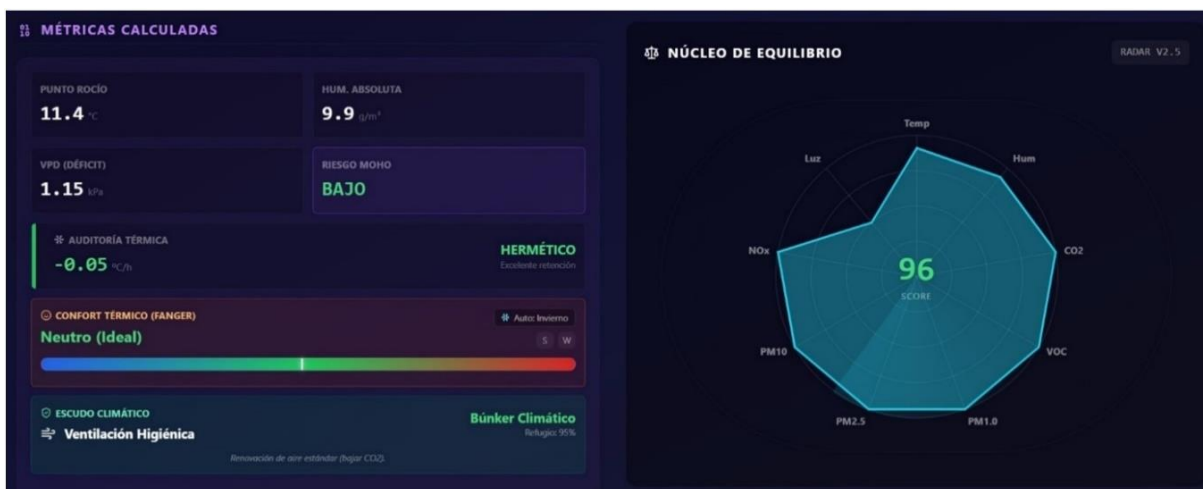 MÉTRICAS CALCULADAS
PUNTO ROCÍO
11.4 °C
HUM. ABSOLUTA
9.9 g/m³
VPD (DÉFICIT)
1.15 kPa
RIESGO MOHO
BAJO
AUDITORÍA TÉRMICA
-0.05 °C/h
HERMÉTICO
Excelente retención
CONFORT TÉRMICO (FANGER)
Auto: Invierno
Neutro (Ideal)
S W
ESCUDO CLIMÁTICO
Ventilación Higiénica
Búnker Climático
Refugio: 95%
Renovación de aire estándar (bajar CO2).
NÚCLEO DE EQUILIBRIO
RADAR V2.5
Temp
Luz
Hum
NOx
CO2
96
SCORE
PM10
VOC
PM2.5
PM1.0